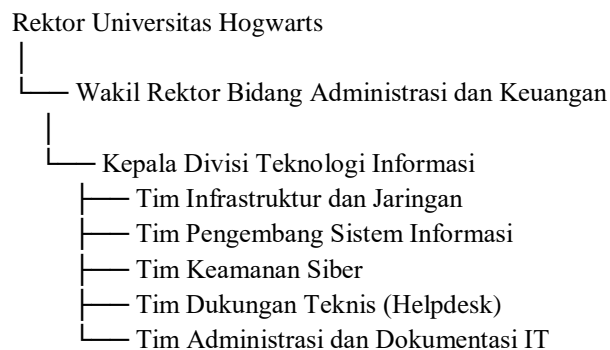 Rektor Universitas Hogwarts
Wakil Rektor Bidang Administrasi dan Keuangan
Kepala Divisi Teknologi Informasi
Tim Infrastruktur dan Jaringan
Tim Pengembang Sistem Informasi
Tim Keamanan Siber
Tim Dukungan Teknis (Helpdesk)
Tim Administrasi dan Dokumentasi IT